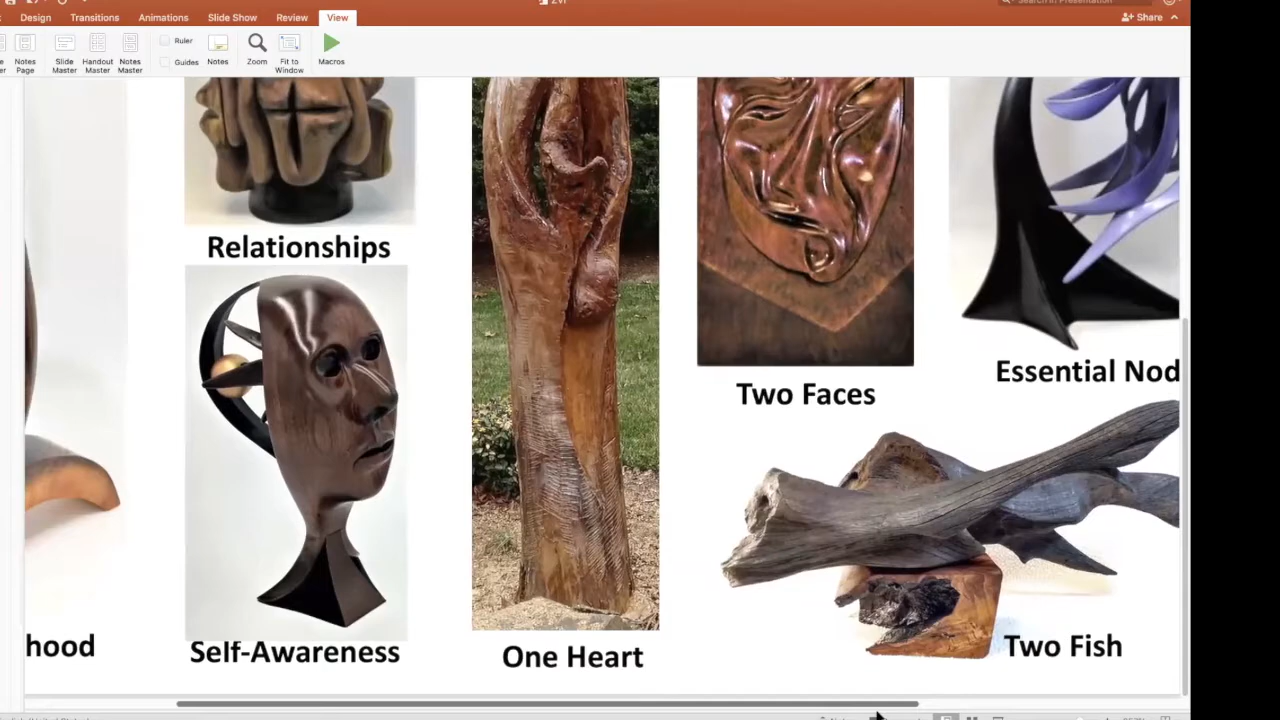 Design Transitions Animations Slide Show Review View
Share
Ruler
Guides
Notes Page
Slide Master
Handout Master
Notes Master
Notes
Zoom
Fit to Window
Macros
Relationships
Two Faces
Essential Nod
hood
Self-Awareness
One Heart
Two Fish